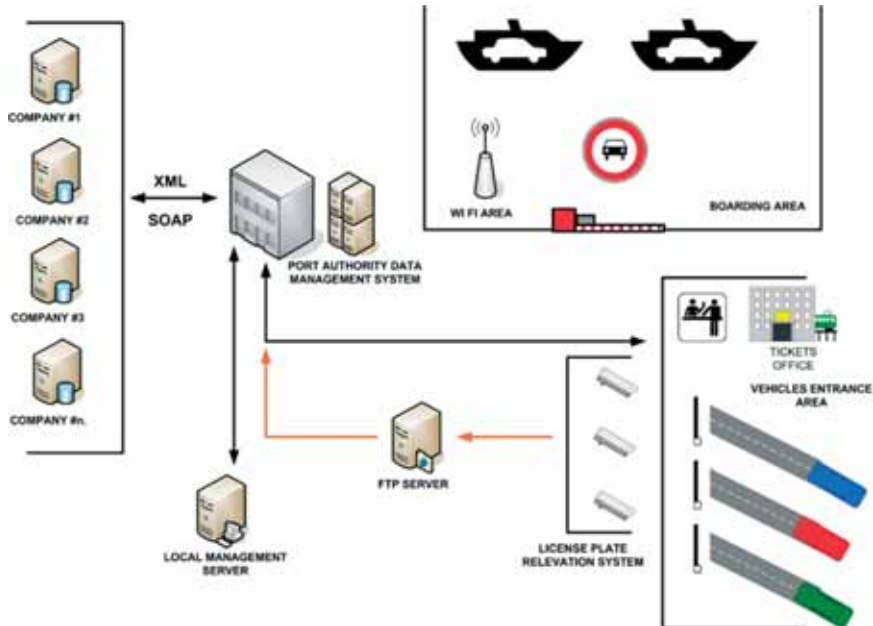 COMPANY #1
COMPANY #2
COMPANY #3
COMPANY #n.
XML
SOAP
PORT AUTHORITY DATA
MANAGEMENT SYSTEM
WI FI AREA
BOARDING AREA
TICKETS
OFFICE
VEHICLES ENTRANCE
AREA
FTP SERVER
LOCAL MANAGEMENT
SERVER
LICENSE PLATE
RELEVATION SYSTEM